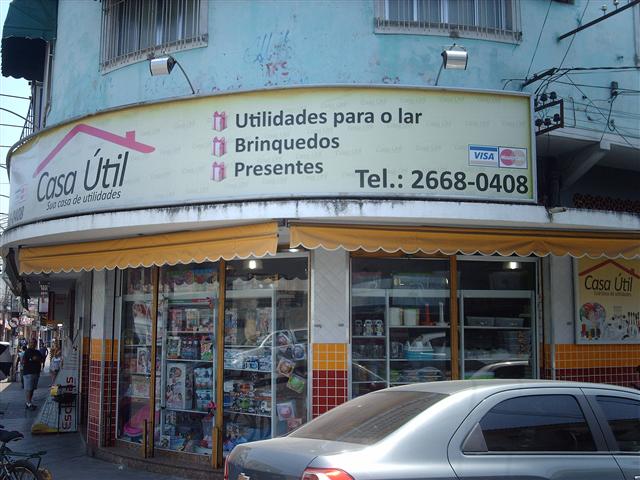 Casa Útil
Sua casa de utilidades
Utilidades para o lar
Brinquedos
Presentes
VISA
Tel.: 2668-0408
Casa Útil